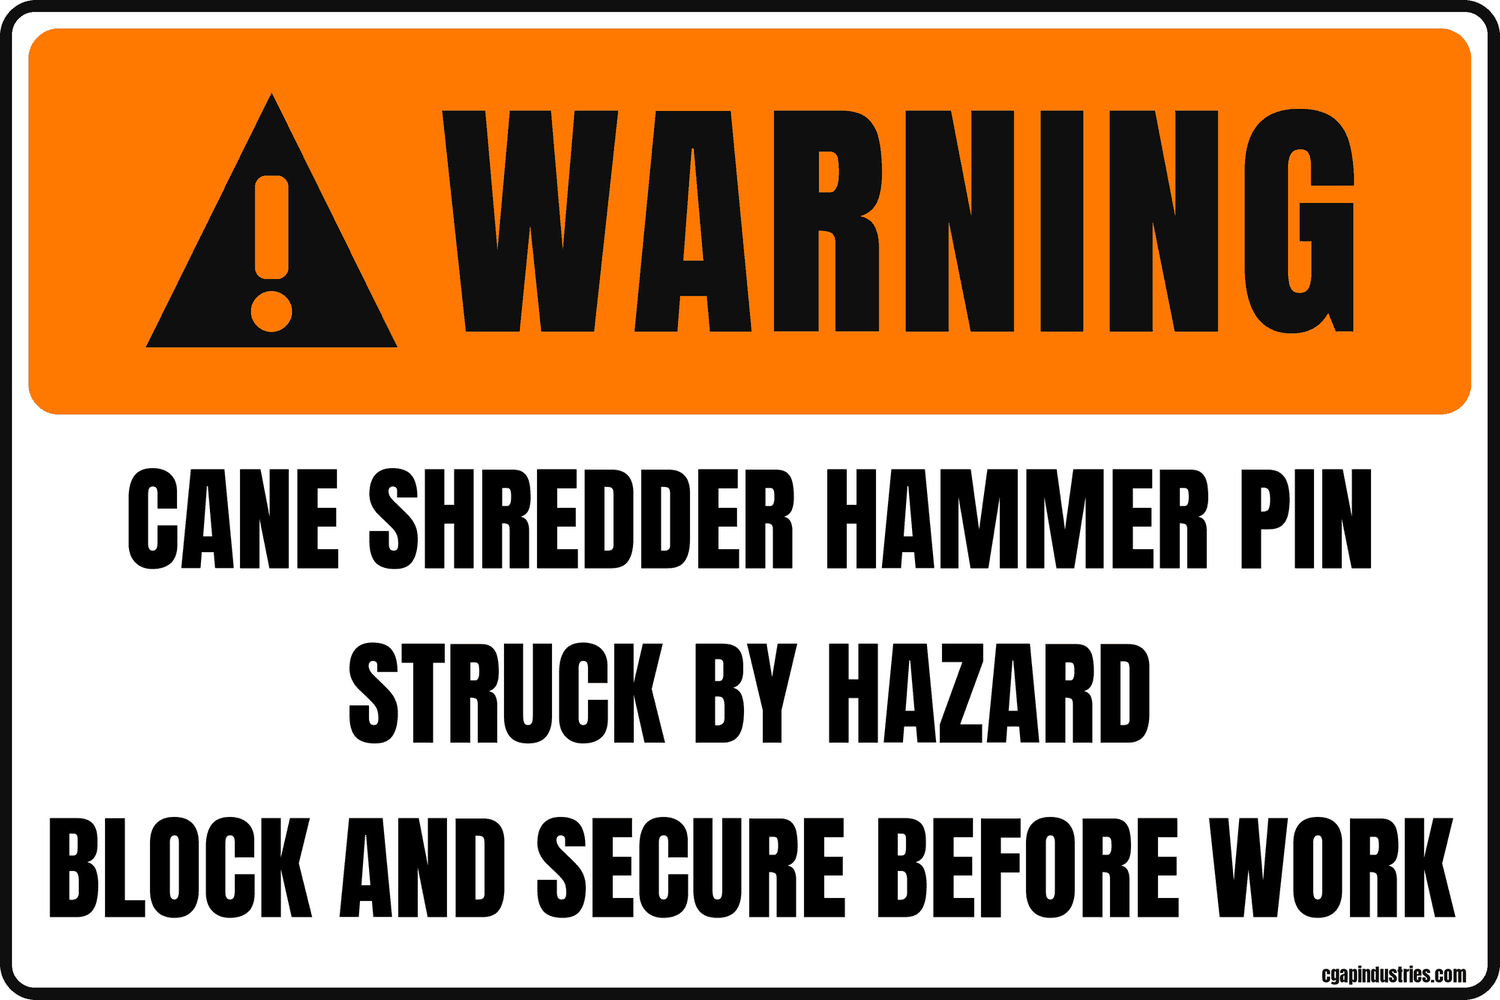 WARNING
CANE SHREDDER HAMMER PIN
STRUCK BY HAZARD
BLOCK AND SECURE BEFORE WORK
cgapindustries.com